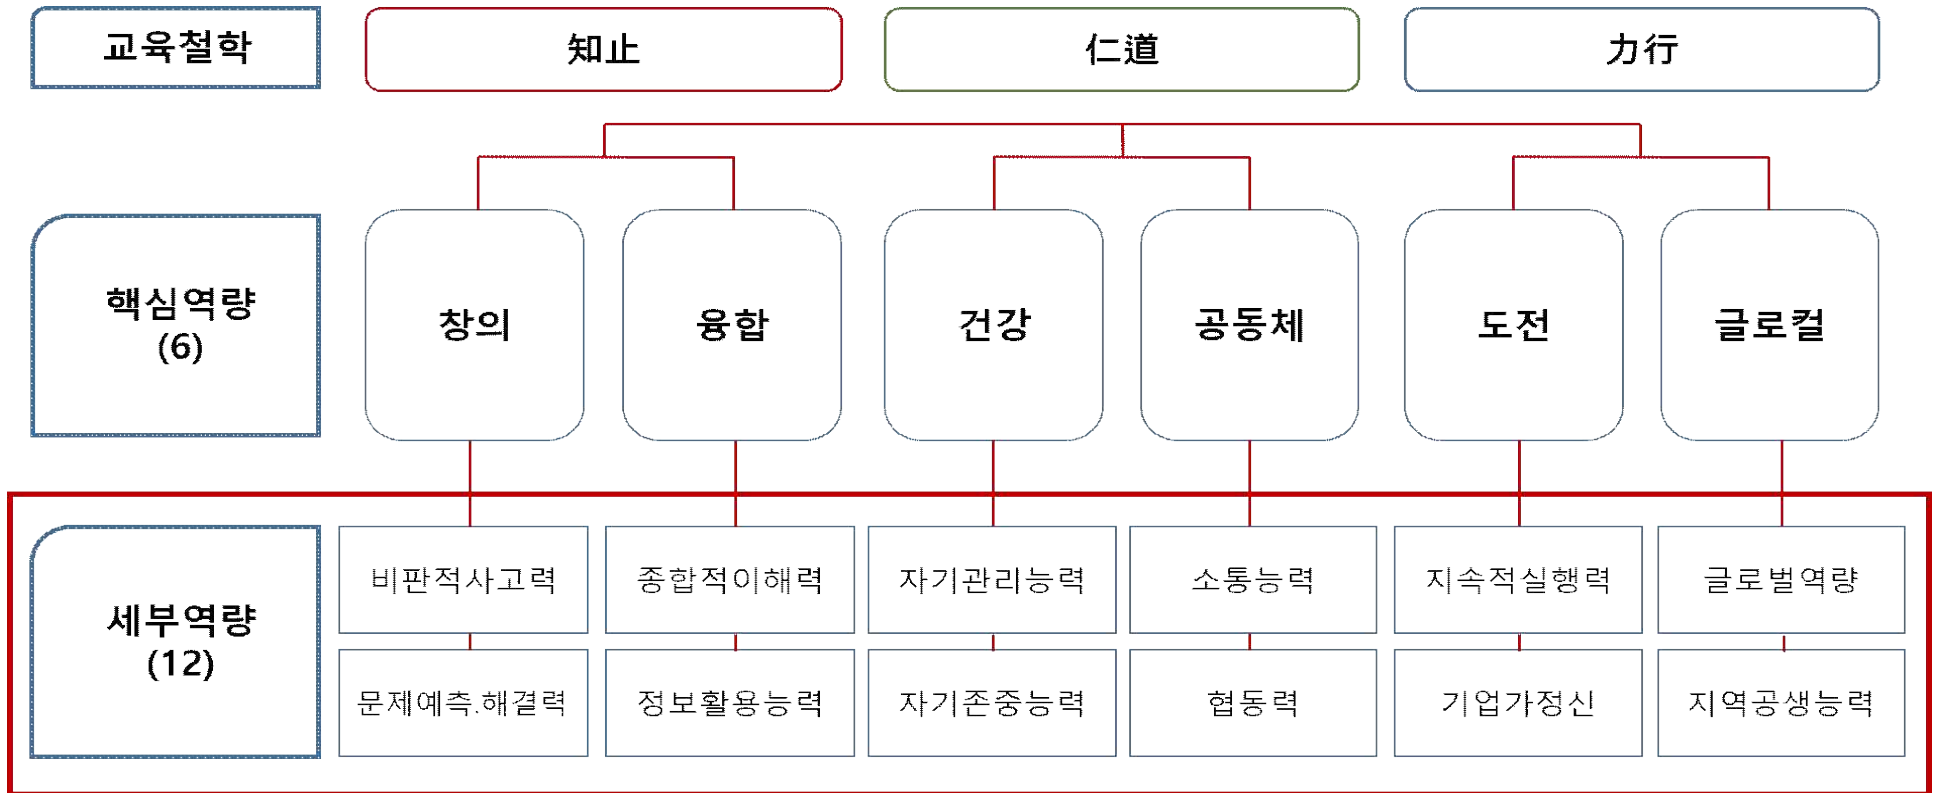 교육철학
知止
仁道
力行
핵심역량
(6)
창의
융합
건강
공동체
도전
글로컬
세부역량
(12)
비판적사고력
종합적이해력
자기관리능력
소통능력
지속적실행력
글로벌역량
문제예측.해결력
정보활용능력
자기존중능력
협동력
기업가정신
지역공생능력